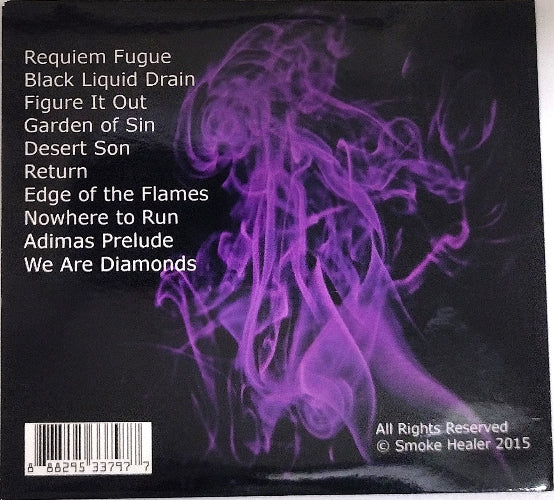 Requiem Fugue
Black Liquid Drain
Figure It Out
Garden of Sin
Desert Son
Return
Edge of the Flames
Nowhere to Run
Adimas Prelude
We Are Diamonds
8 88295 33797 7
All Rights Reserved
© Smoke Healer 2015